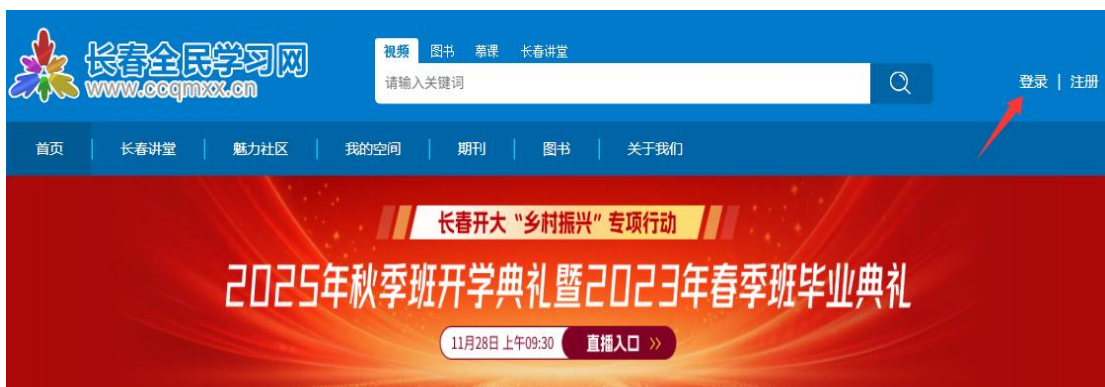 长春全民学习网
www.ccqmxx.cn
视频 图书 慕课 长春讲堂
请输入关键词
登录 | 注册
首页 长春讲堂 魅力社区 我的空间 期刊 图书 关于我们
长春开大“乡村振兴”专项行动
2025年秋季班开学典礼暨2023年春季班毕业典礼
11月28日 上午09:30 直播入口 »